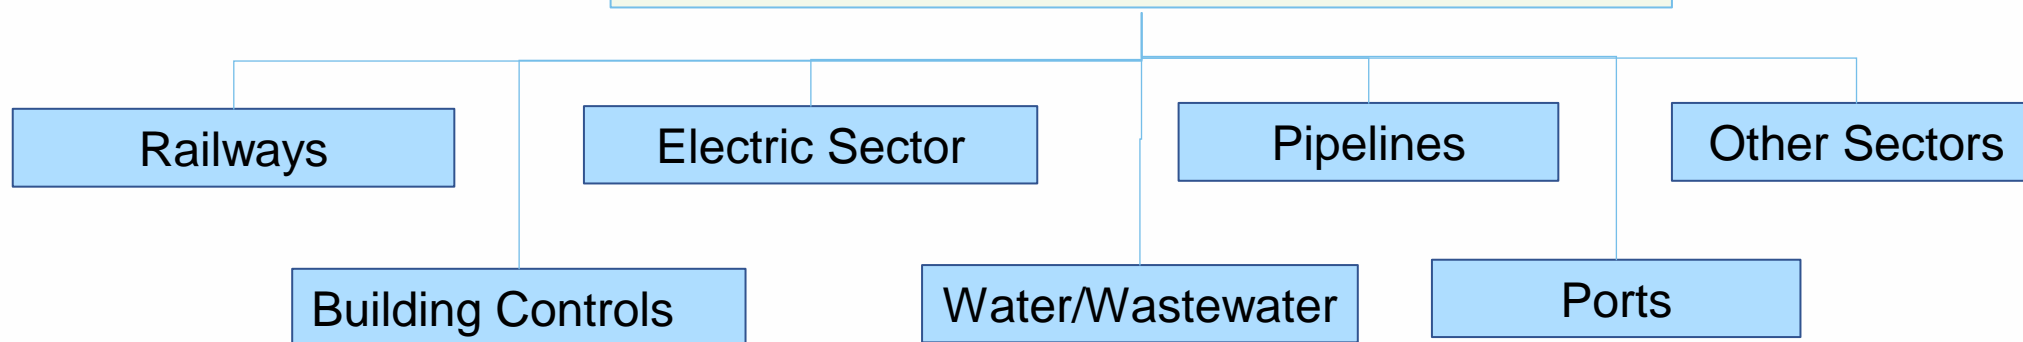 Railways
Electric Sector
Pipelines
Other Sectors
Building Controls
Water/Wastewater
Ports